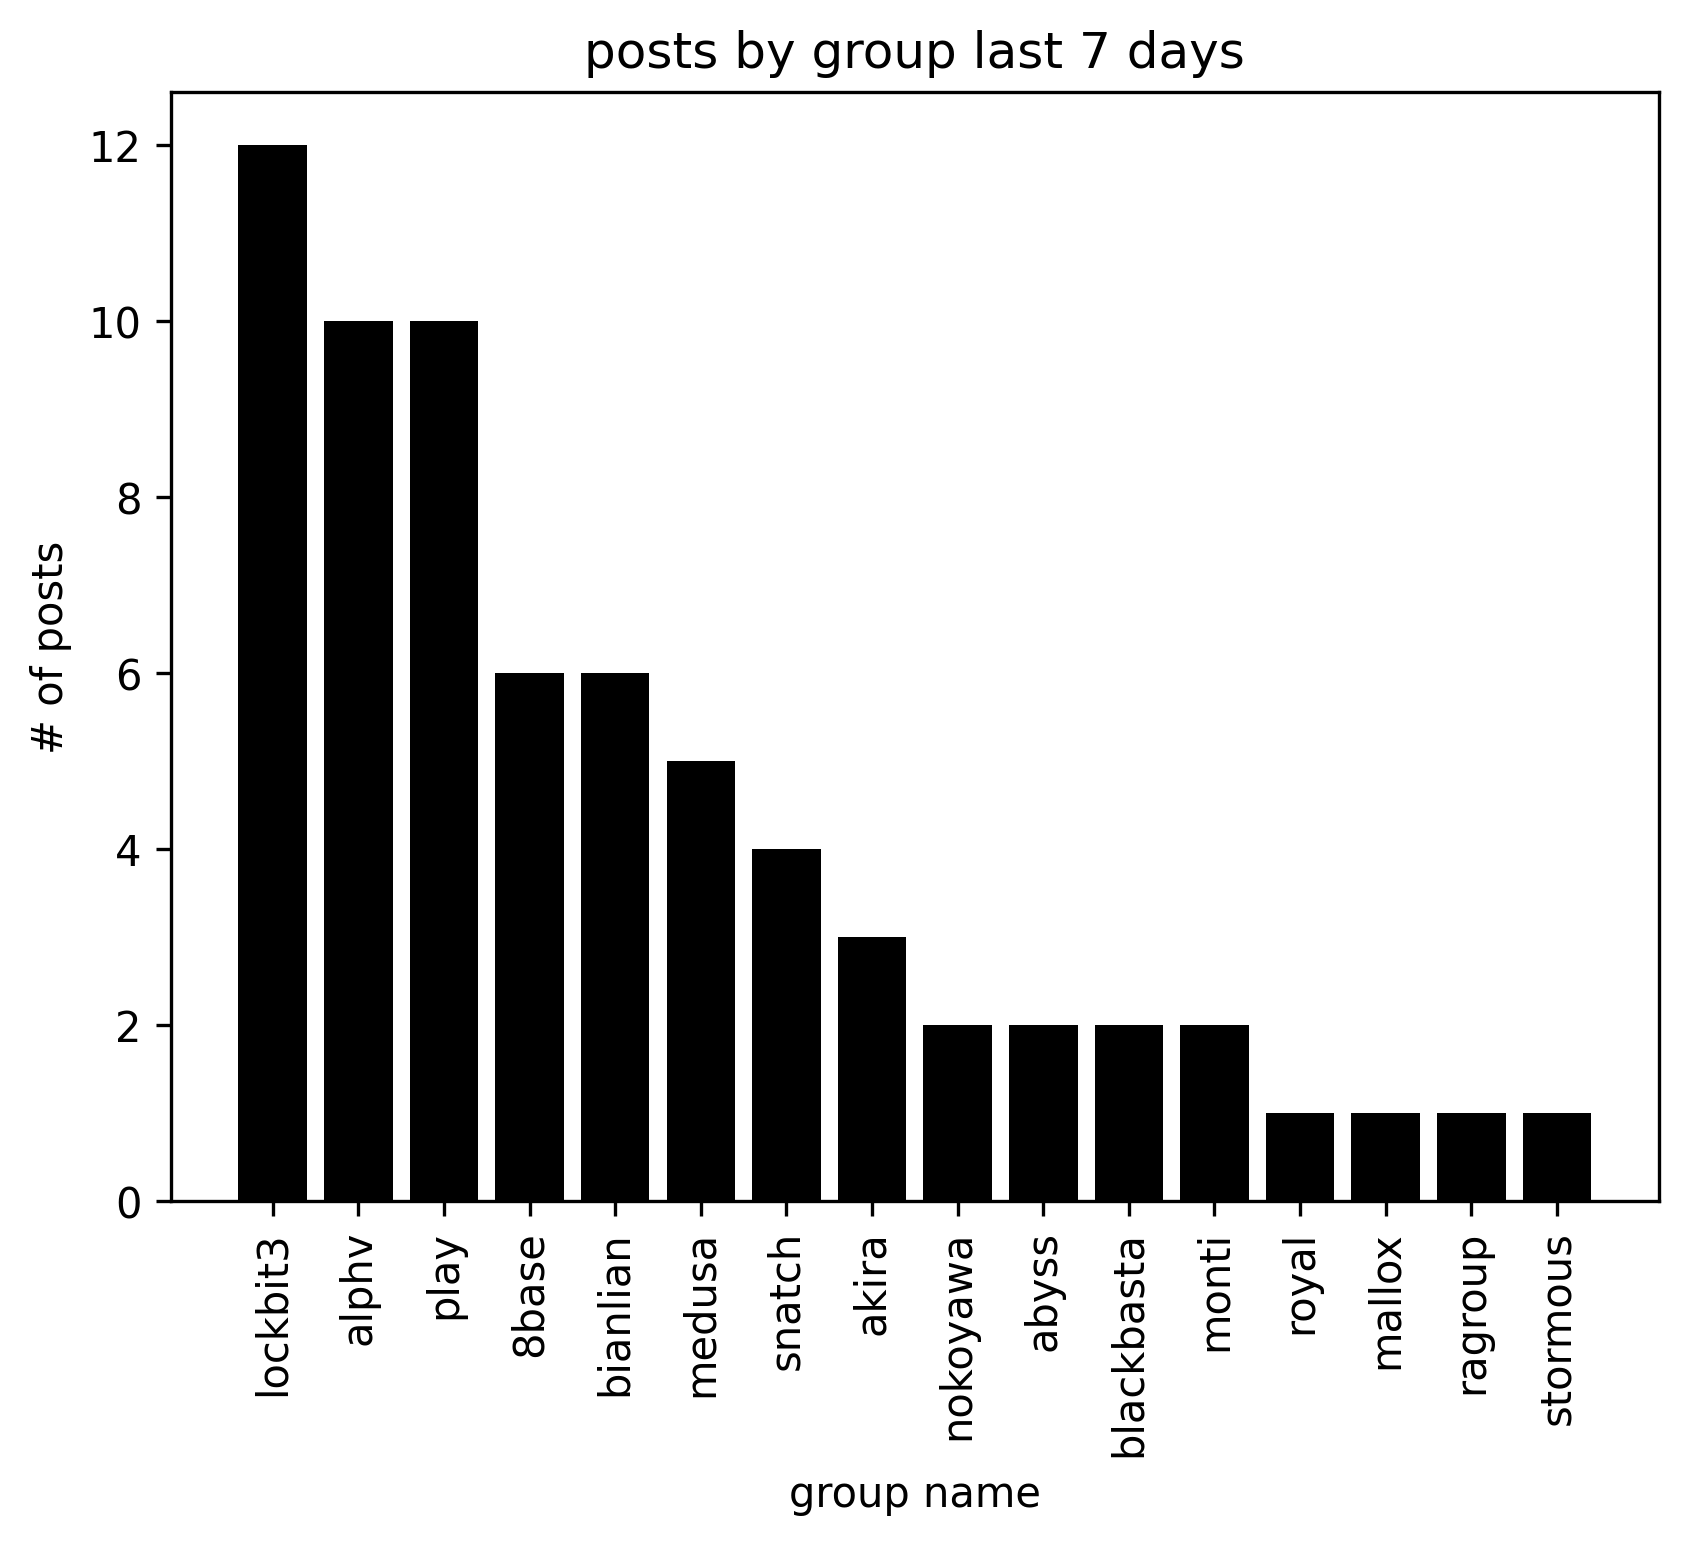 posts by group last 7 days
12
10
8
6
4
2
0
# of posts
lockbit3
alphv
play
8base
bianlian
medusa
snatch
akira
nokoyawa
abyss
blackbasta
monti
royal
mallox
ragroup
stormous
group name